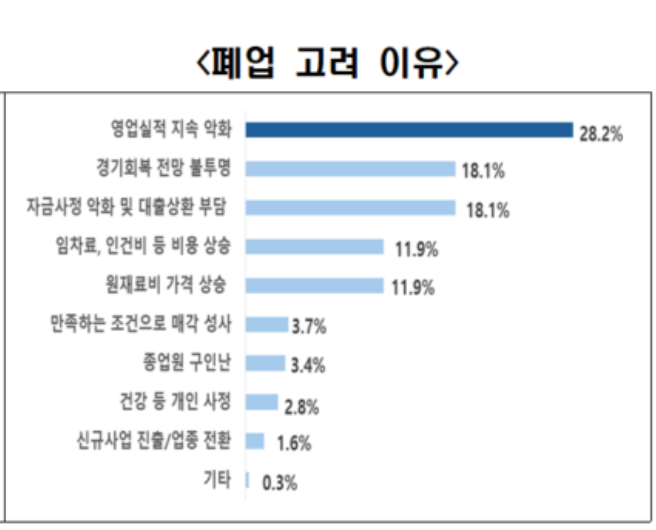 <폐업 고려 이유>
영업실적 지속 악화 28.2%
경기회복 전망 불투명 18.1%
자금사정 악화 및 대출상환 부담 18.1%
임차료, 인건비 등 비용 상승 11.9%
원재료비 가격 상승 11.9%
만족하는 조건으로 매각 성사 3.7%
종업원 구인난 3.4%
건강 등 개인 사정 2.8%
신규사업 진출/업종 전환 1.6%
기타 0.3%